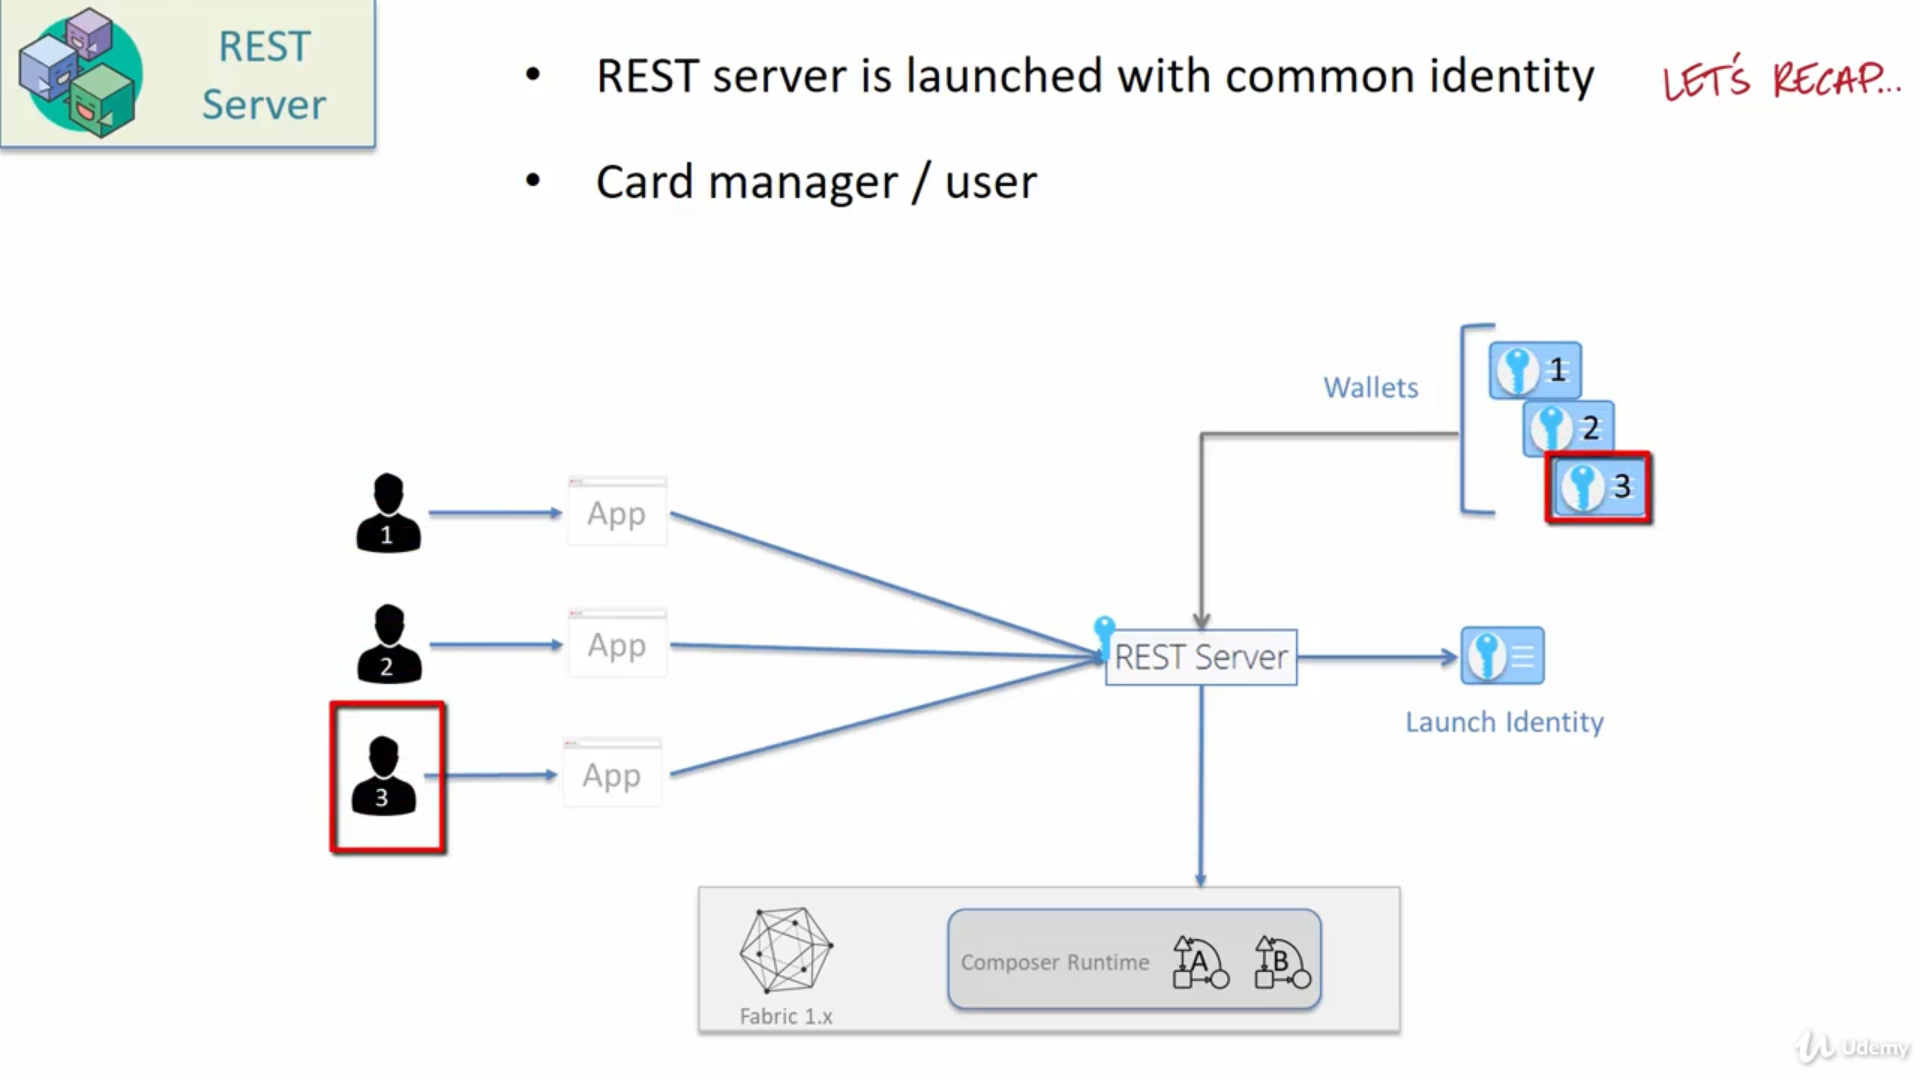 REST
Server
• REST server is launched with common identity
LET'S RECAP...
• Card manager / user
Wallets
1
2
3
1
App
2
App
3
App
REST Server
Launch Identity
Composer Runtime
A
B
Fabric 1.x
Udemy